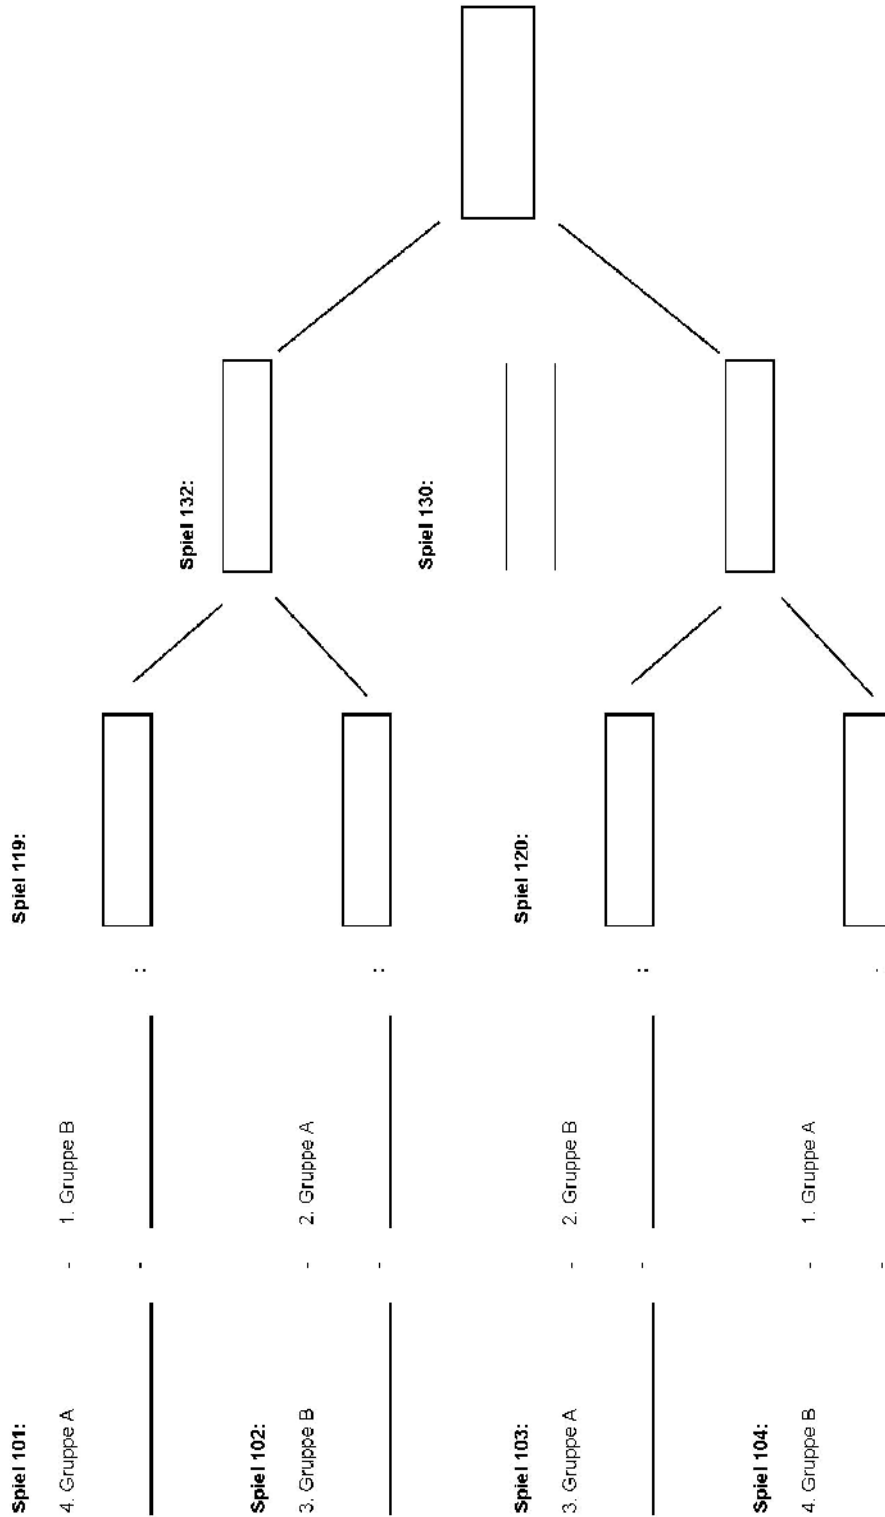 Spiel 101:
4. Gruppe A - 1. Gruppe B
- :
Spiel 119:
Spiel 102:
3. Gruppe B - 2. Gruppe A
- :
Spiel 132:
Spiel 130:
Spiel 103:
3. Gruppe A - 2. Gruppe B
- :
Spiel 120:
Spiel 104:
4. Gruppe B - 1. Gruppe A
- :